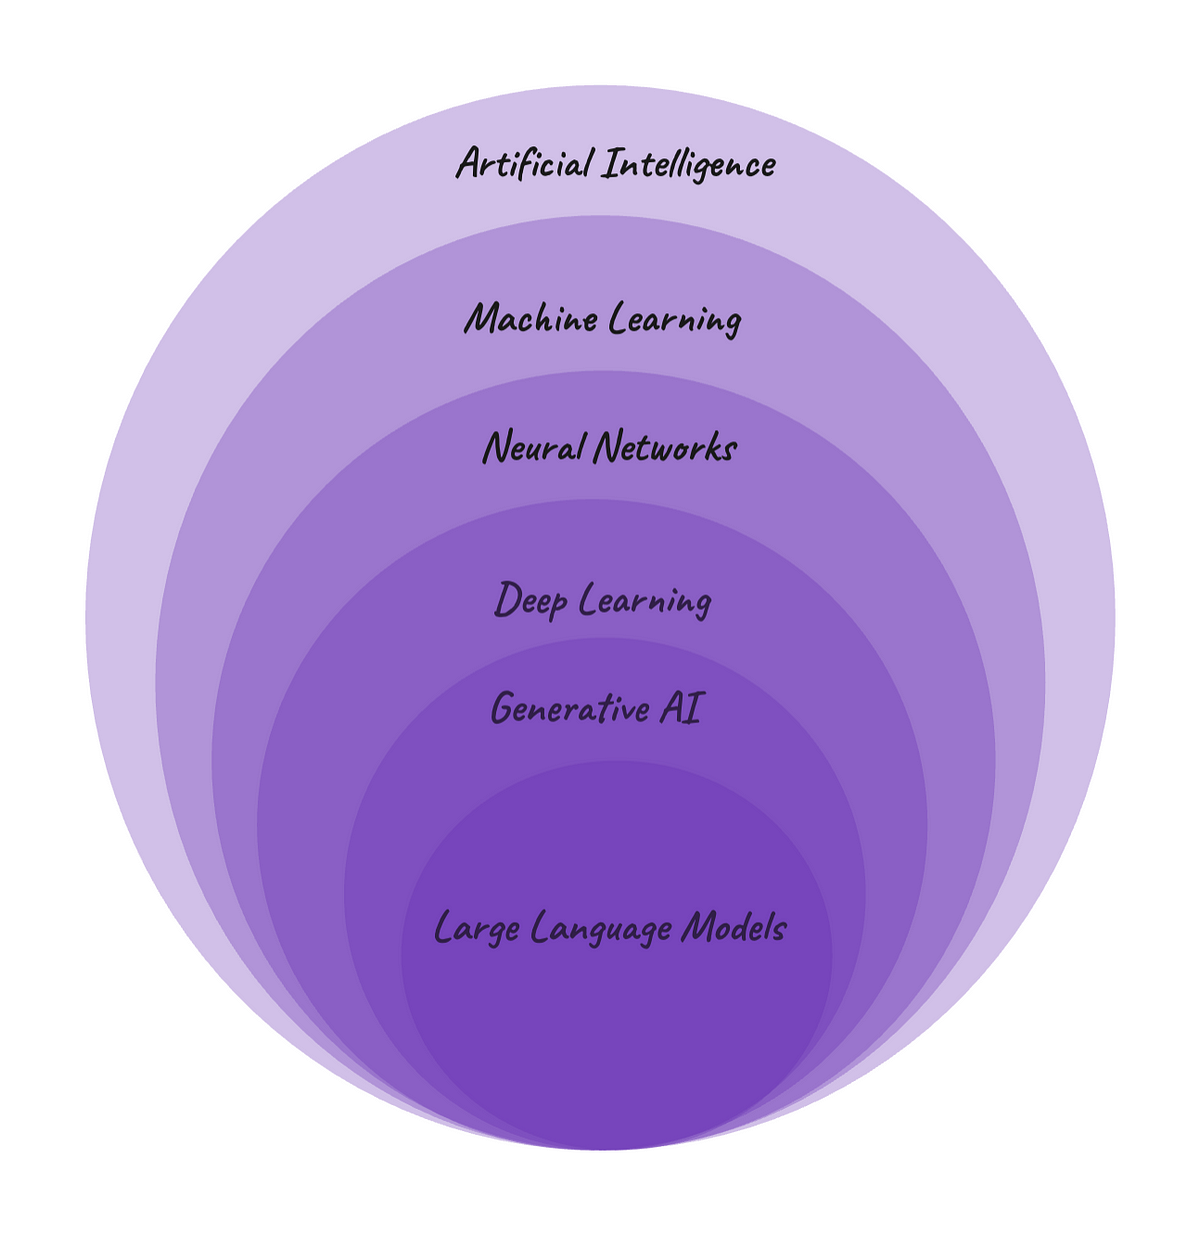 Artificial Intelligence
Machine Learning
Neural Networks
Deep Learning
Generative AI
Large Language Models